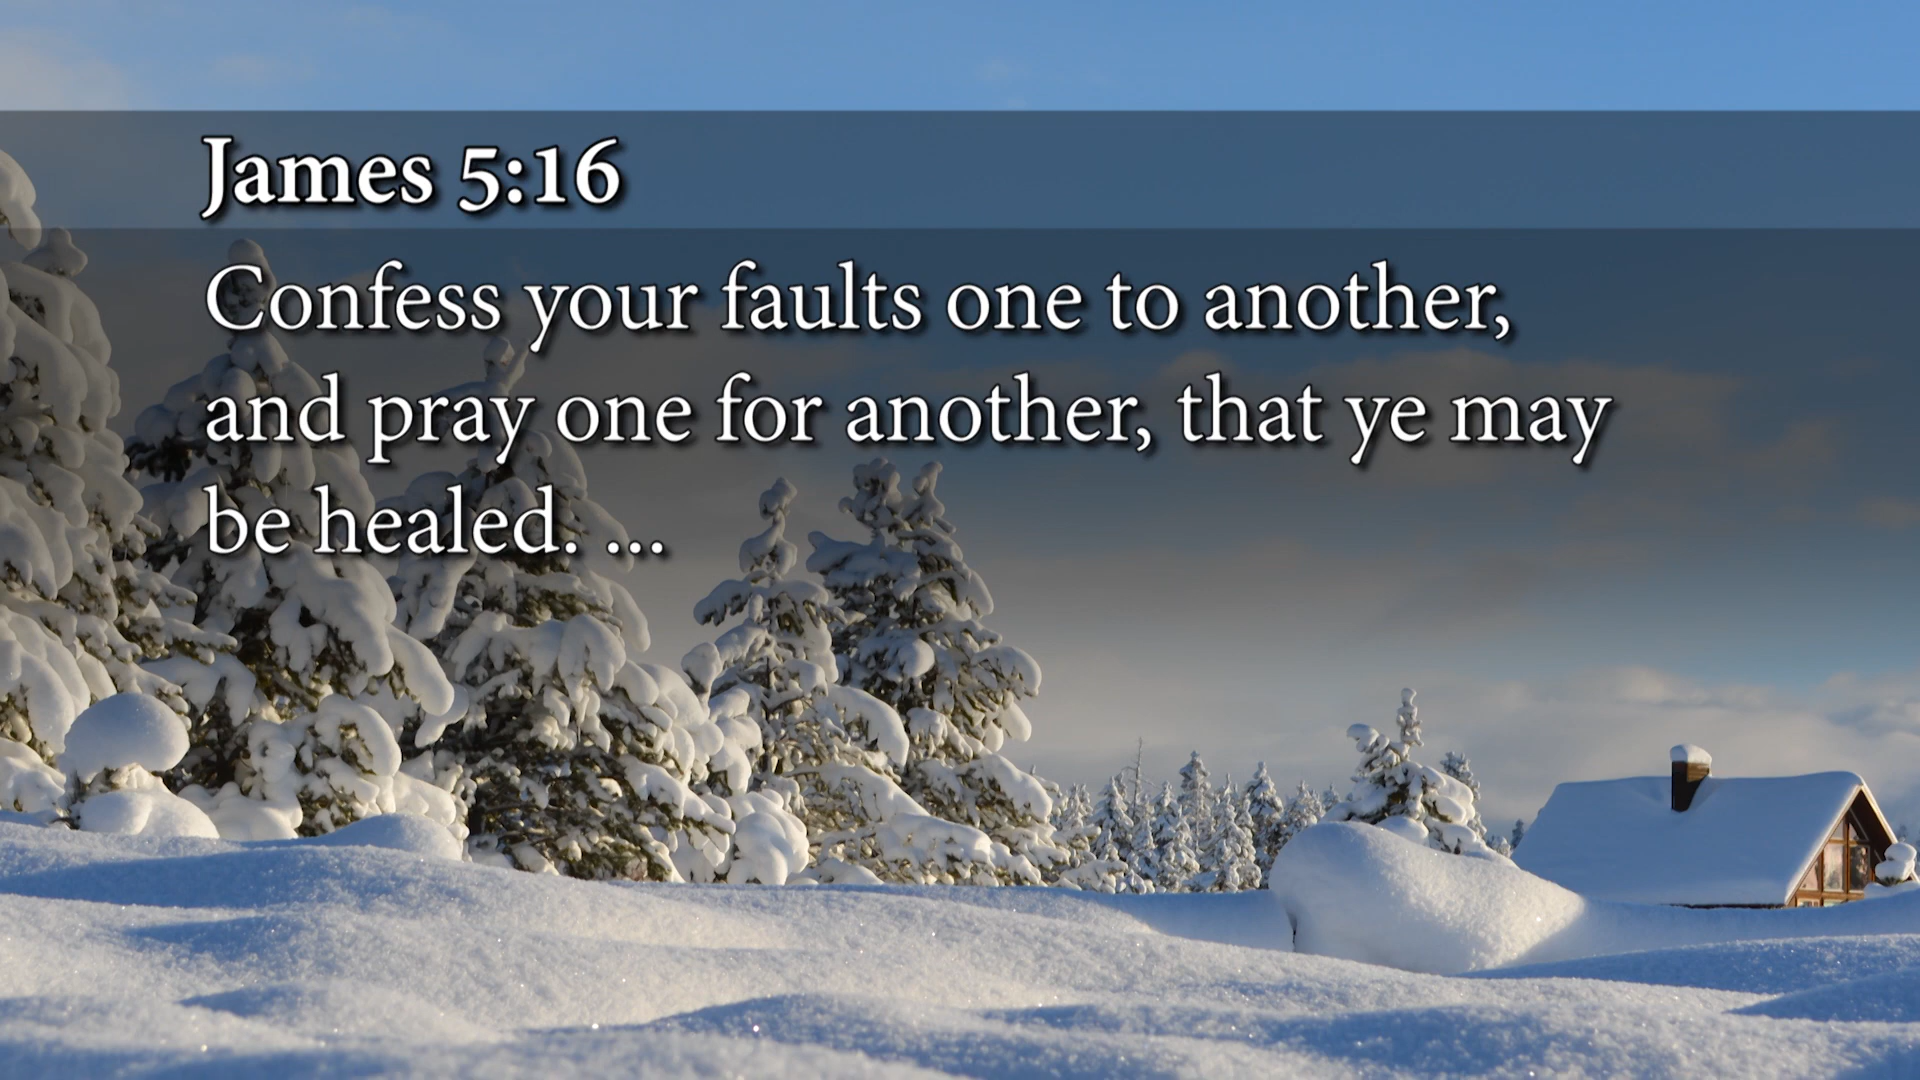 James 5:16
Confess your faults one to another,
and pray one for another, that ye may
be healed. ...